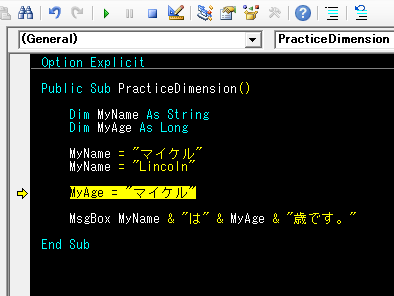 (General)
PracticeDimension
Option Explicit
Public Sub PracticeDimension()
Dim MyName As String
Dim MyAge As Long
MyName = "マイケル"
MyName = "Lincoln"
MyAge = "マイケル"
MsgBox MyName & "は" & MyAge & "歳です。"
End Sub